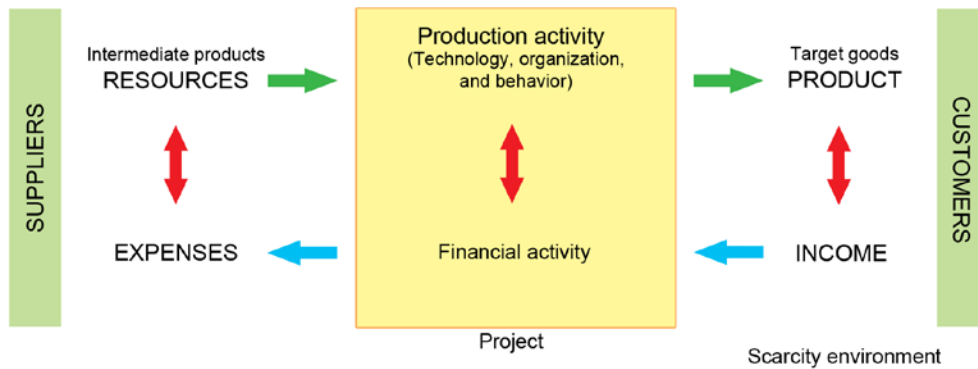 SUPPLIERS
Intermediate products
RESOURCES
EXPENSES
Production activity
(Technology, organization,
and behavior)
Financial activity
Project
Target goods
PRODUCT
INCOME
CUSTOMERS
Scarcity environment